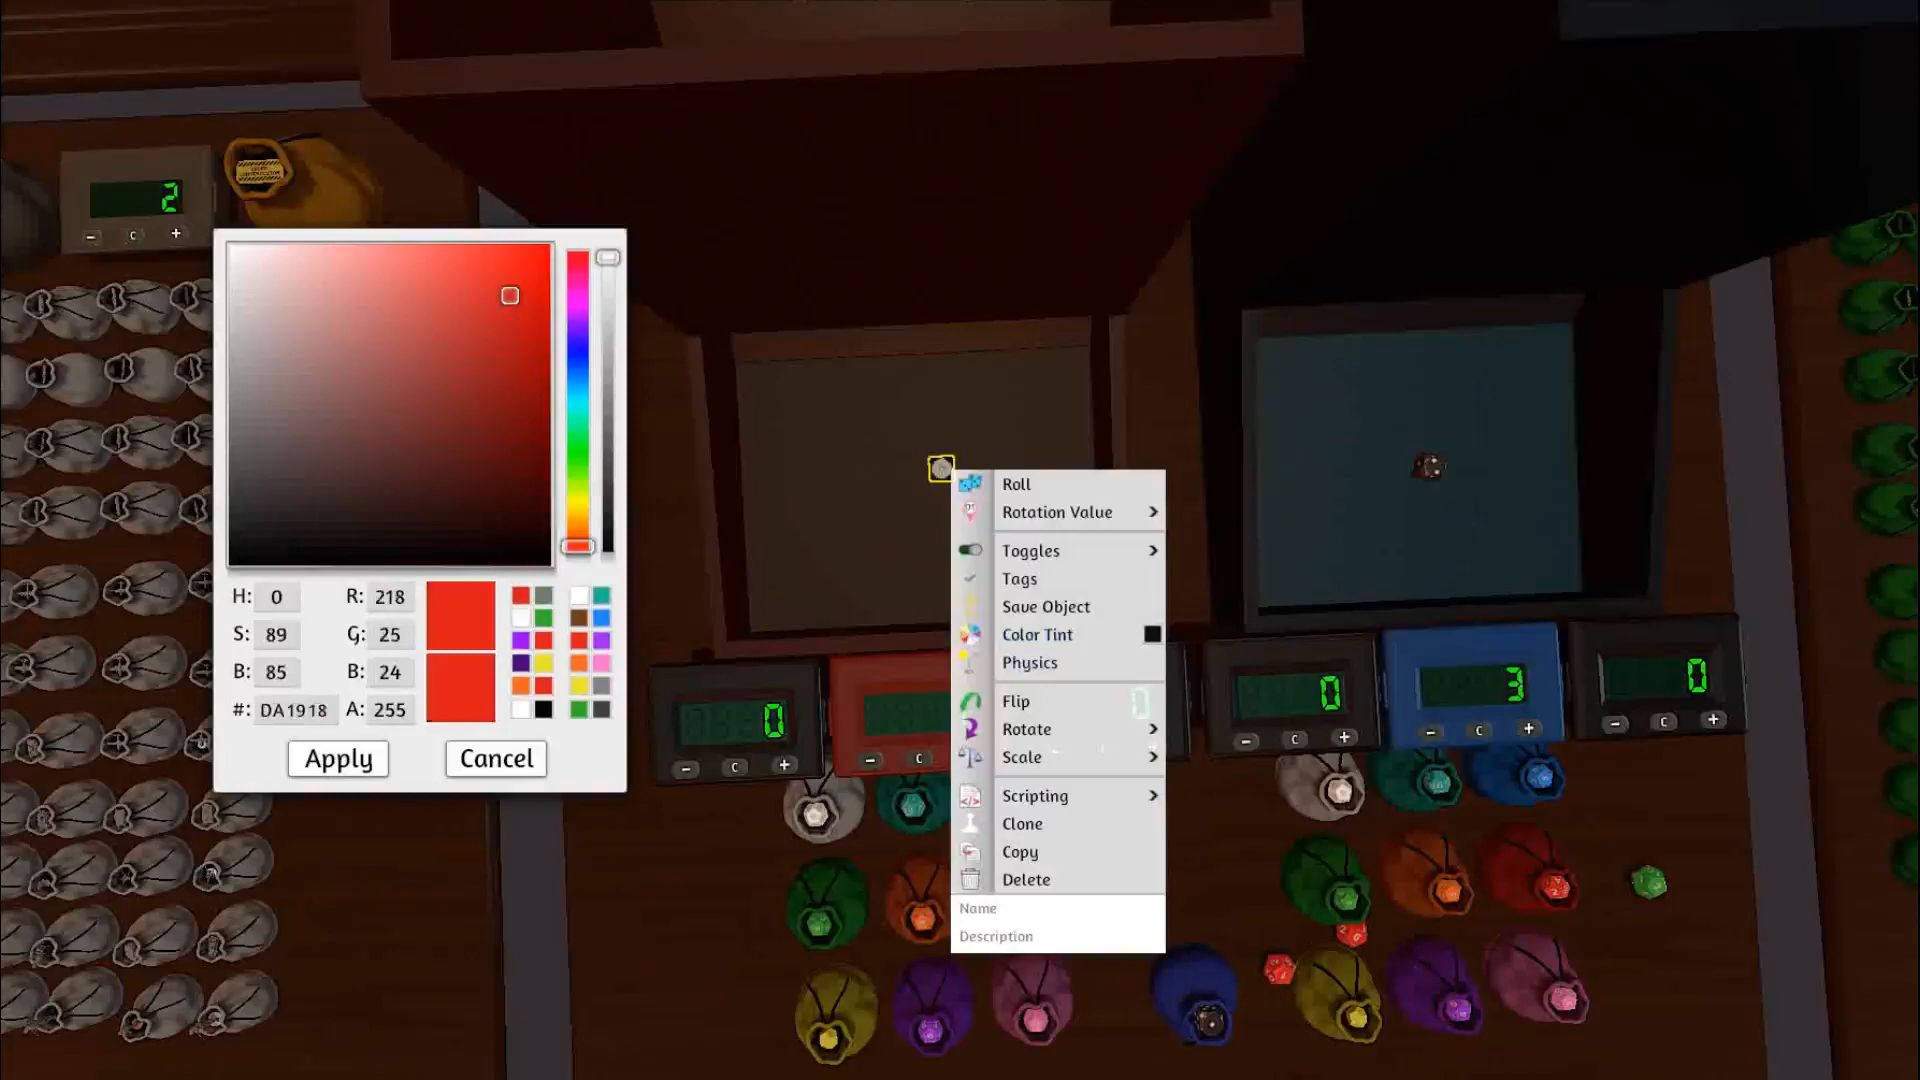 2
H: 0
R: 218
S: 89
G: 25
B: 85
B: 24
#: DA1918
A: 255
Apply
Cancel
Roll
Rotation Value
Toggles
Tags
Save Object
Color Tint
Physics
Flip
Rotate
Scale
Scripting
Clone
Copy
Delete
Name
Description
0
- C +
- C
0
- C +
3
- C +
0
- C +
- C +